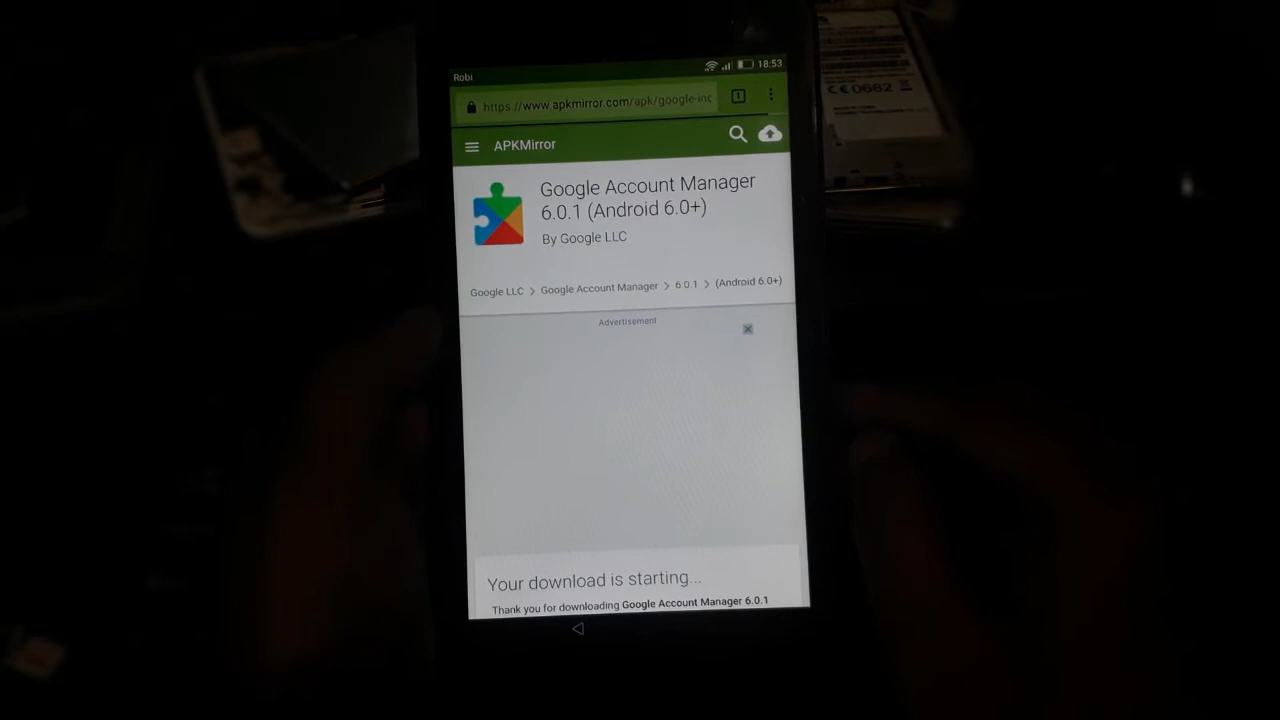 Robi
18:53
https://www.apkmirror.com/apk/google-inc
1
APKMirror
Google Account Manager
6.0.1 (Android 6.0+)
By Google LLC
Google LLC > Google Account Manager > 6.0.1 > (Android 6.0+)
Advertisement
Your download is starting...
Thank you for downloading Google Account Manager 6.0.1
CE0682